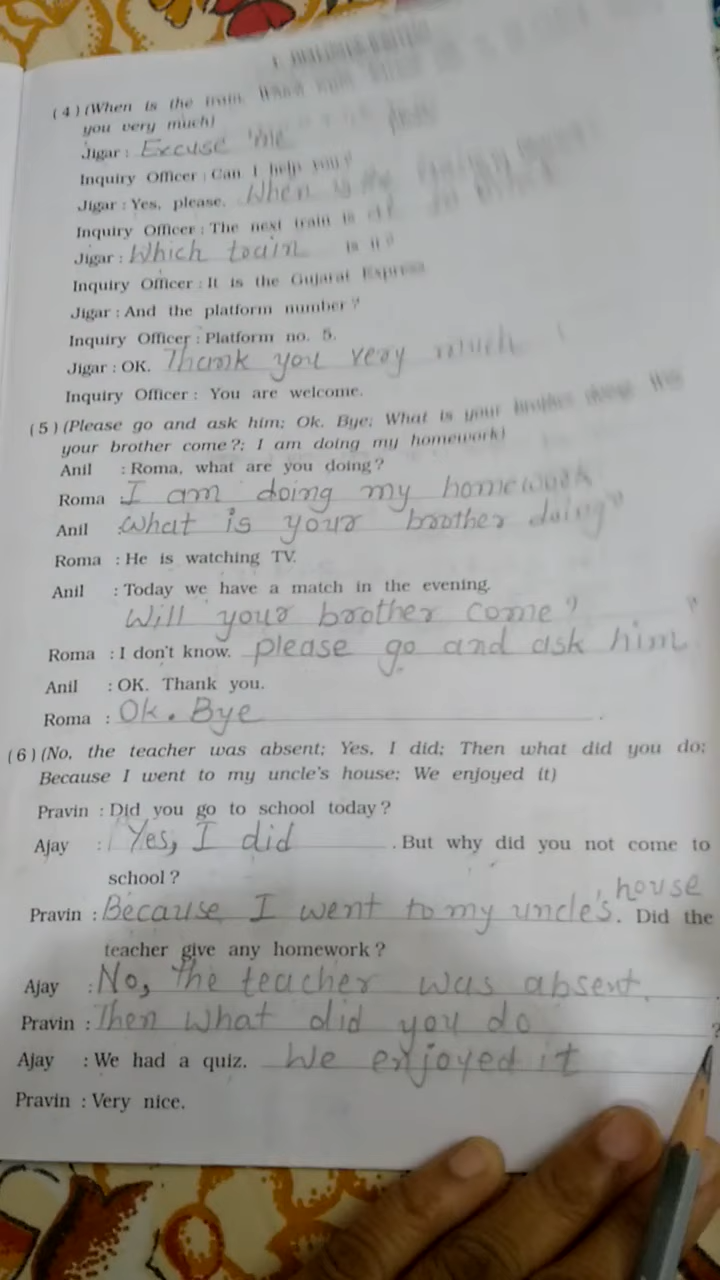 (4) (When is the train
you very much)
Jigar : Excuse me
Inquiry Officer : Can I help you?
Jigar : Yes, please. When is the
Inquiry Officer : The next train is
Jigar : Which train is it?
Inquiry Officer : It is the Gujarat Express
Jigar : And the platform number?
Inquiry Officer : Platform no. 5.
Jigar : OK. Thank you very much
Inquiry Officer : You are welcome.
(5) (Please go and ask him; Ok. Bye; What is your brother doing; Will
your brother come?; I am doing my homework)
Anil : Roma, what are you doing?
Roma : I am doing my homework
Anil : What is your brother doing?
Roma : He is watching TV.
Anil : Today we have a match in the evening.
Will your brother come? ?
Roma : I don't know. please go and ask him
Anil : OK. Thank you.
Roma : Ok. Bye .
(6) (No, the teacher was absent; Yes, I did; Then what did you do;
Because I went to my uncle's house; We enjoyed it)
Pravin : Did you go to school today?
Ajay : Yes, I did . But why did you not come to
school?
house
Pravin : Because I went to my uncle's. Did the
teacher give any homework?
Ajay : No, the teacher was absent.
Pravin : Then what did you do ?
Ajay : We had a quiz. We enjoyed it
Pravin : Very nice.